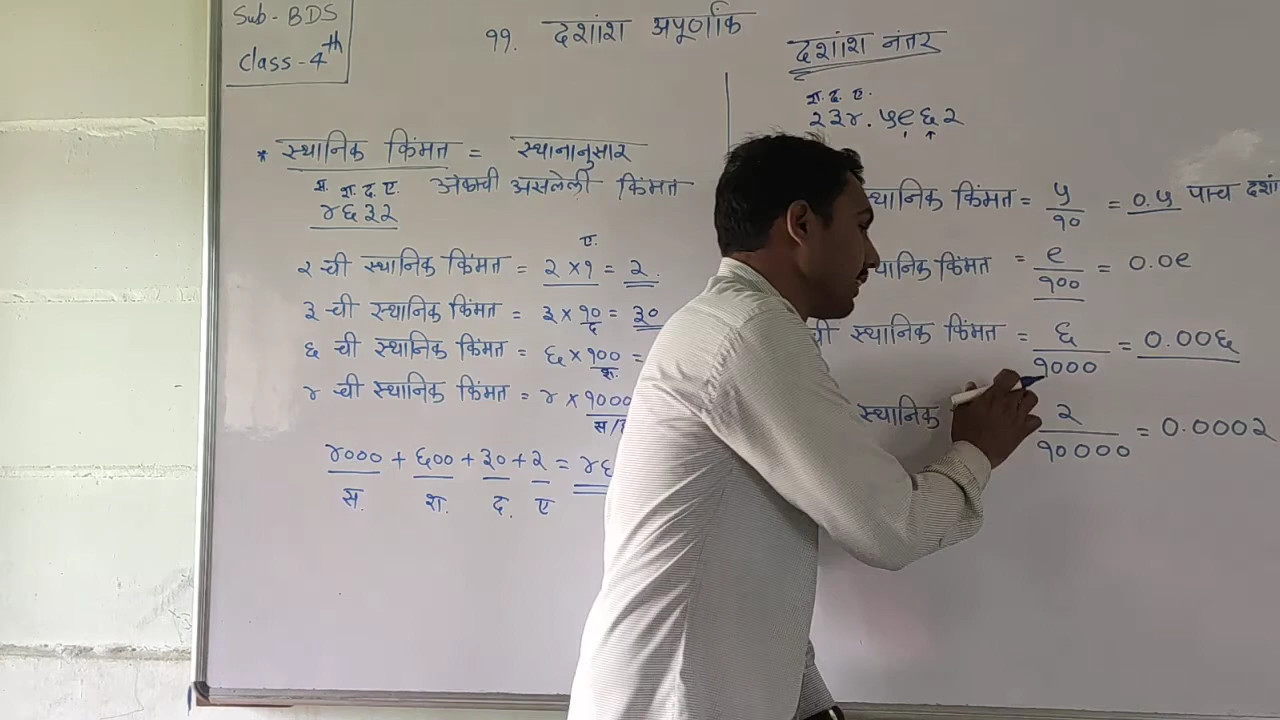 Sub- BDS
Class - 4th
११. दशांश अपूर्णांक
* स्थानिक किंमत = स्थानानुसार
अंकाची असलेली किंमत
श. द. ए.
४६३२
ए.
२ ची स्थानिक किंमत = २ × १ = २.
३ ची स्थानिक किंमत = ३ × १० = ३०
द
६ ची स्थानिक किंमत = ६ × १०० =
श.
४ ची स्थानिक किंमत = ४ × १०००
स/
४००० + ६०० + ३० + २ = ४६
स. श. द. ए
दशांश नंतर
श. द. ए.
२३४.५९६२
स्थानिक किंमत = ५/१० = ०.५ पाच
किंमत = ९/१०० = ०.०९
ची स्थानिक किंमत = ६/१००० = ०.००६
स्थानिक २/१०००० = ०.०००२